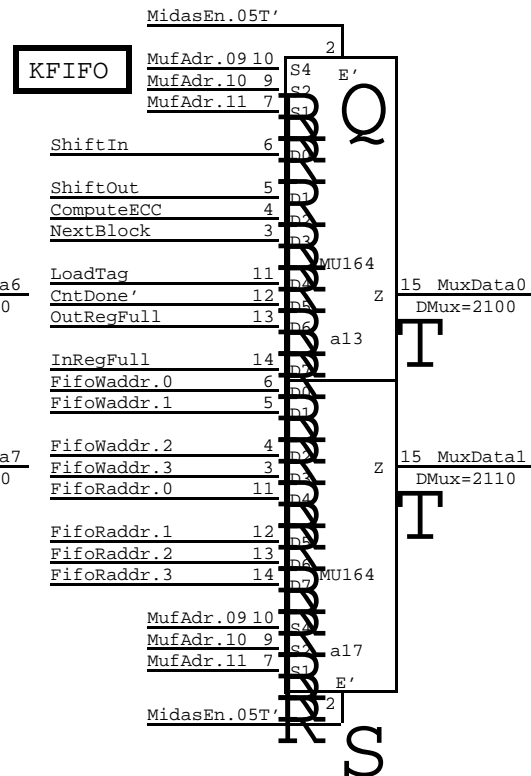 MidasEn.05T'
2
KFIFO
MufAdr.09 10 S4 E'
MufAdr.10 9 S2 Q
MufAdr.11 7 S1
ShiftIn 6 D0
ShiftOut 5 D1
ComputeECC 4 D2
NextBlock 3 D3
MU164
LoadTag 11 D4
a6 CntDone' 12 D5 Z 15 MuxData0
0 OutRegFull 13 D6 DMux=2100
a13 T
InRegFull 14 D7
FifoWaddr.0 6 D0
FifoWaddr.1 5 D1
FifoWaddr.2 4 D2
a7 FifoWaddr.3 3 D3 Z 15 MuxData1
0 FifoRaddr.0 11 D4 DMux=2110
T
FifoRaddr.1 12 D5
FifoRaddr.2 13 D6
FifoRaddr.3 14 D7 MU164
MufAdr.09 10 S4
MufAdr.10 9 S2 a17
MufAdr.11 7 S1
E'
2
MidasEn.05T'
S